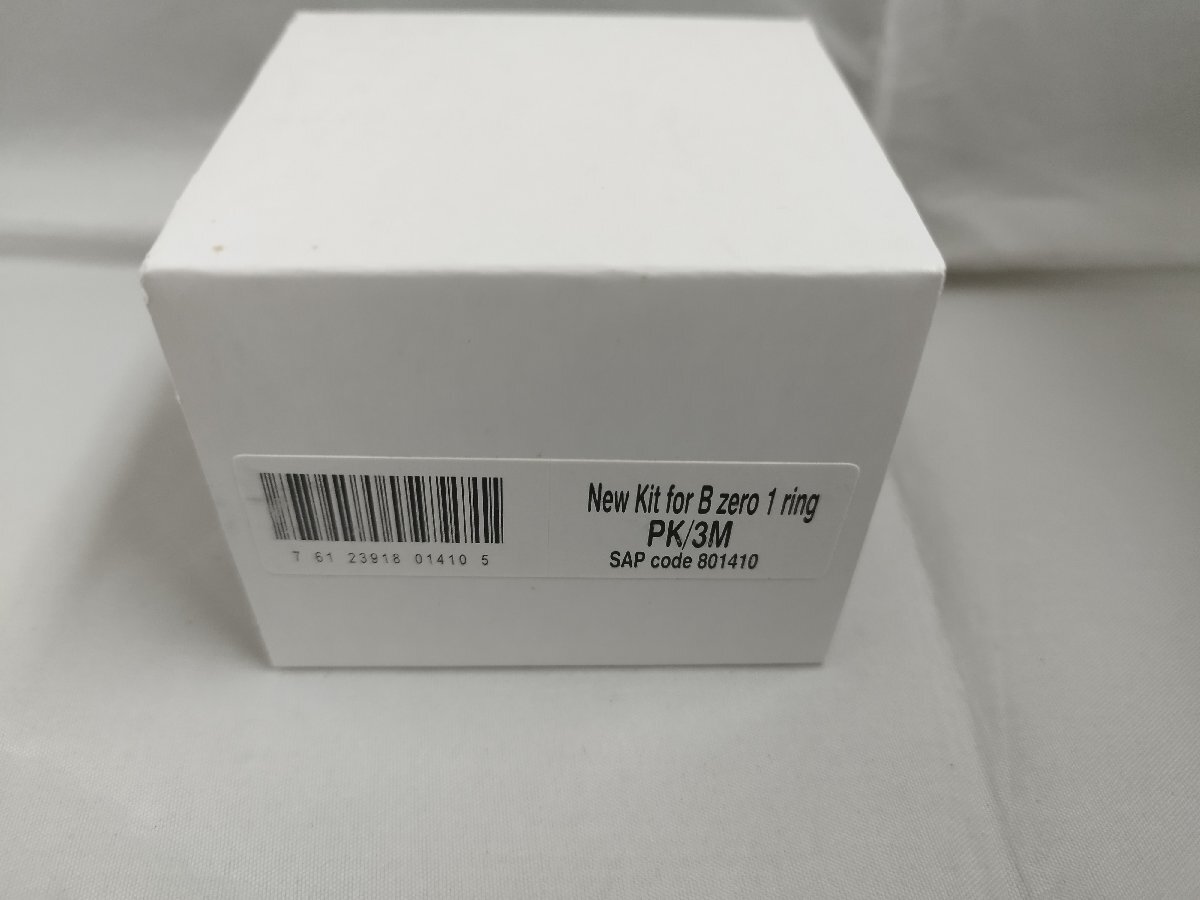 New Kit for B zero 1 ring
PK/3M
SAP code 801410
7 61 23918 01410 5